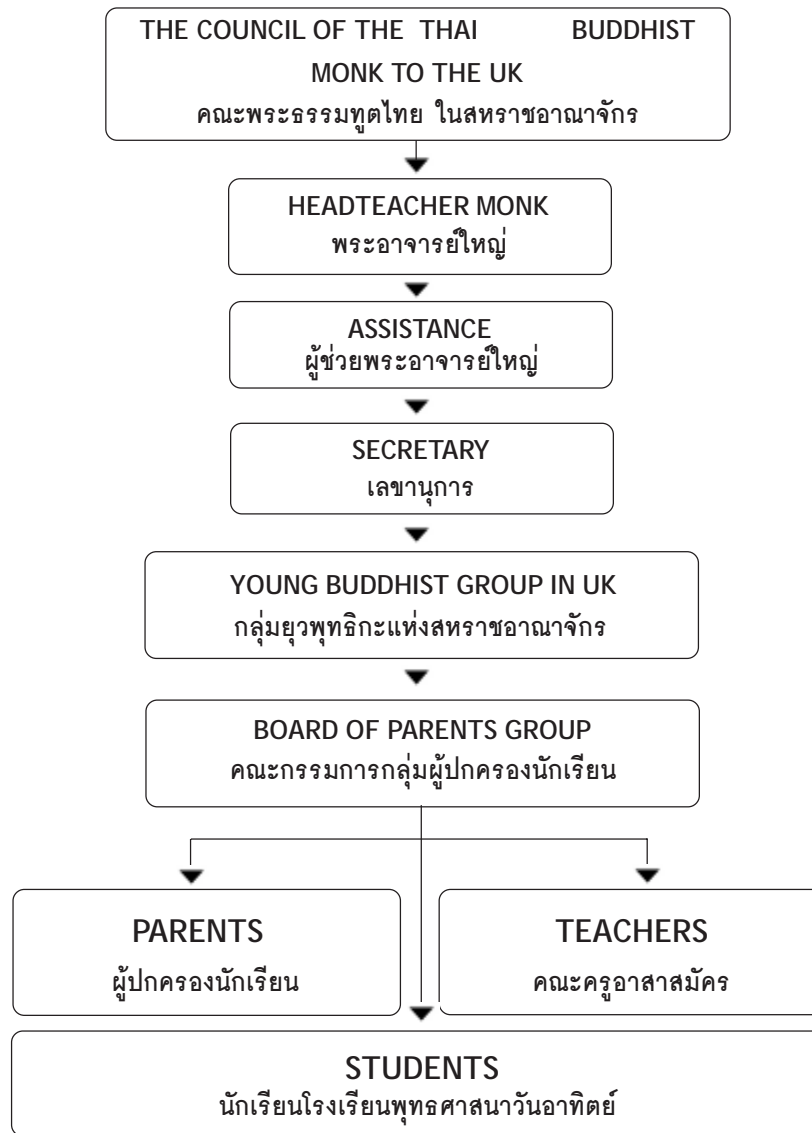 THE COUNCIL OF THE THAI BUDDHIST
MONK TO THE UK
คณะพระธรรมทูตไทย ในสหราชอาณาจักร
HEADTEACHER MONK
พระอาจารย์ใหญ่
ASSISTANCE
ผู้ช่วยพระอาจารย์ใหญ่
SECRETARY
เลขานุการ
YOUNG BUDDHIST GROUP IN UK
กลุ่มยุวพุทธิกะแห่งสหราชอาณาจักร
BOARD OF PARENTS GROUP
คณะกรรมการกลุ่มผู้ปกครองนักเรียน
PARENTS
ผู้ปกครองนักเรียน
TEACHERS
คณะครูอาสาสมัคร
STUDENTS
นักเรียนโรงเรียนพุทธศาสนาวันอาทิตย์